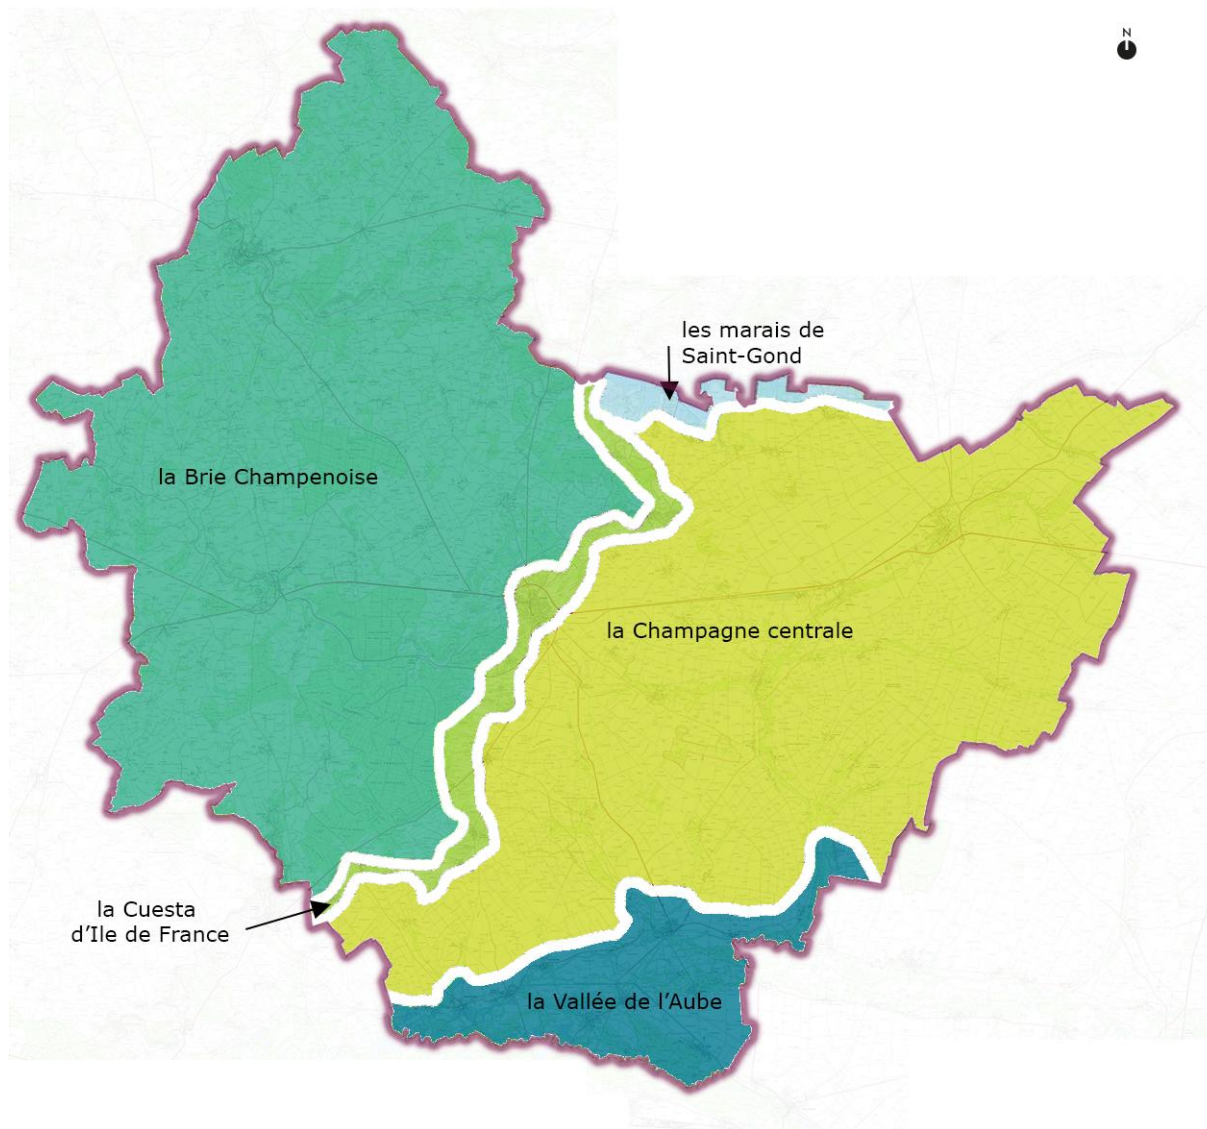 N
les marais de
Saint-Gond
la Brie Champenoise
la Champagne centrale
la Cuesta
d'Ile de France
la Vallée de l'Aube